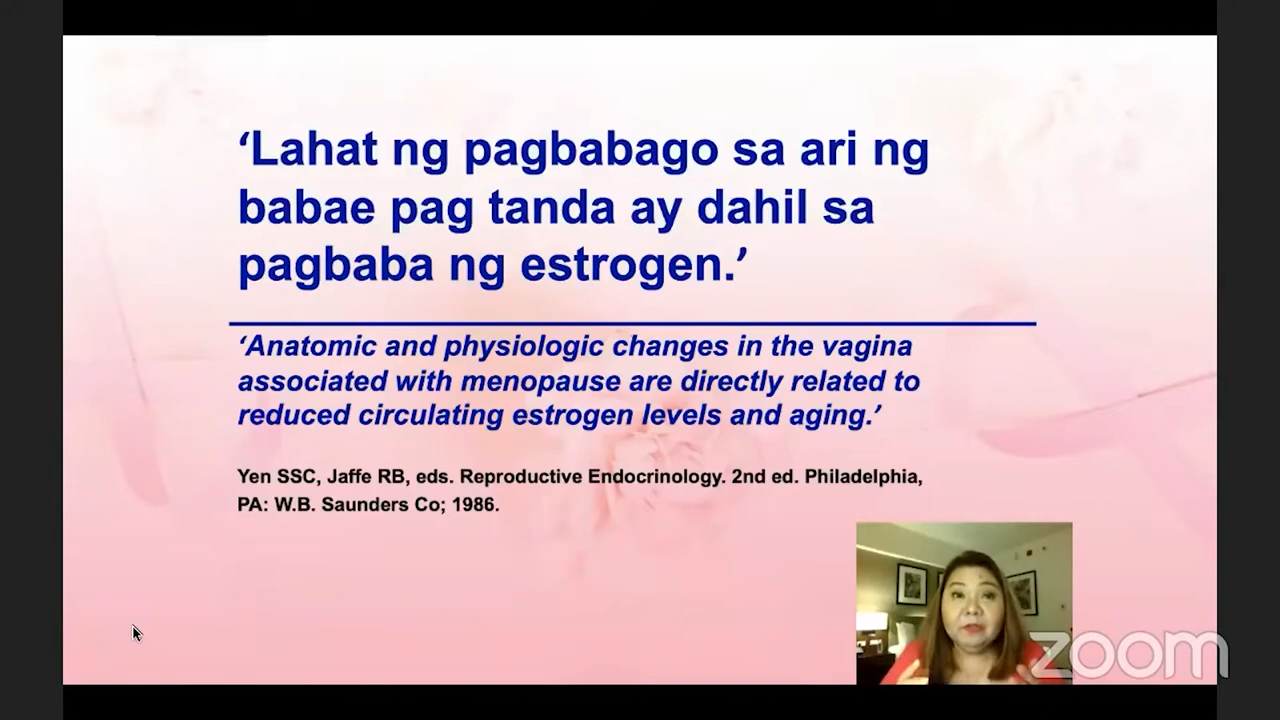 ‘Lahat ng pagbabago sa ari ng
babae pag tanda ay dahil sa
pagbaba ng estrogen.’
‘Anatomic and physiologic changes in the vagina
associated with menopause are directly related to
reduced circulating estrogen levels and aging.’
Yen SSC, Jaffe RB, eds. Reproductive Endocrinology. 2nd ed. Philadelphia,
PA: W.B. Saunders Co; 1986.
zoom